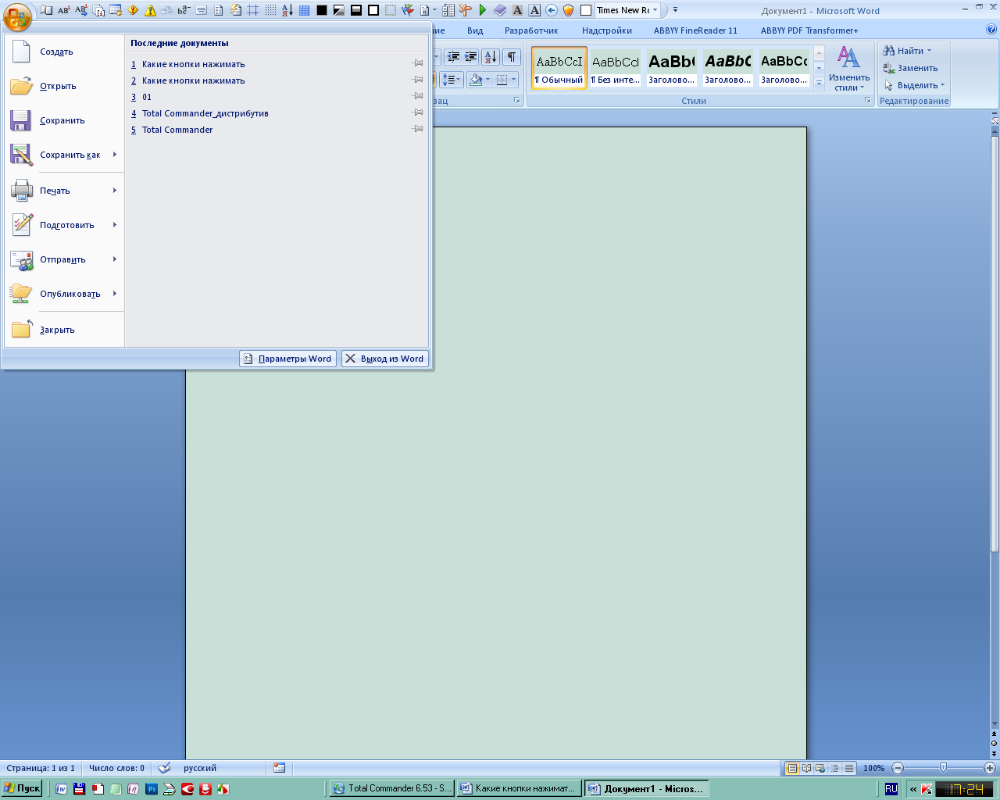 Times New Ro
Документ1 - Microsoft Word
Вид
Разработчик
Надстройки
ABBYY FineReader 11
ABBYY PDF Transformer+
AaBbCcI
¶ Обычный
AaBbCcI
¶ Без инте...
AaBbC
Заголово...
AaBbC
Заголово...
AaBbCc
Заголово...
Изменить
стили
Найти
Заменить
Выделить
Стили
Редактирование
Создать
Открыть
Сохранить
Сохранить как
Печать
Подготовить
Отправить
Опубликовать
Закрыть
Последние документы
1 Какие кнопки нажимать
2 Какие кнопки нажимать
3 01
4 Total Commander_дистрибутив
5 Total Commander
Параметры Word
Выход из Word
Страница: 1 из 1
Число слов: 0
русский
100%
Пуск
Total Commander 6.53 - S...
Какие кнопки нажимат...
Документ1 - Micros...
RU
17:24